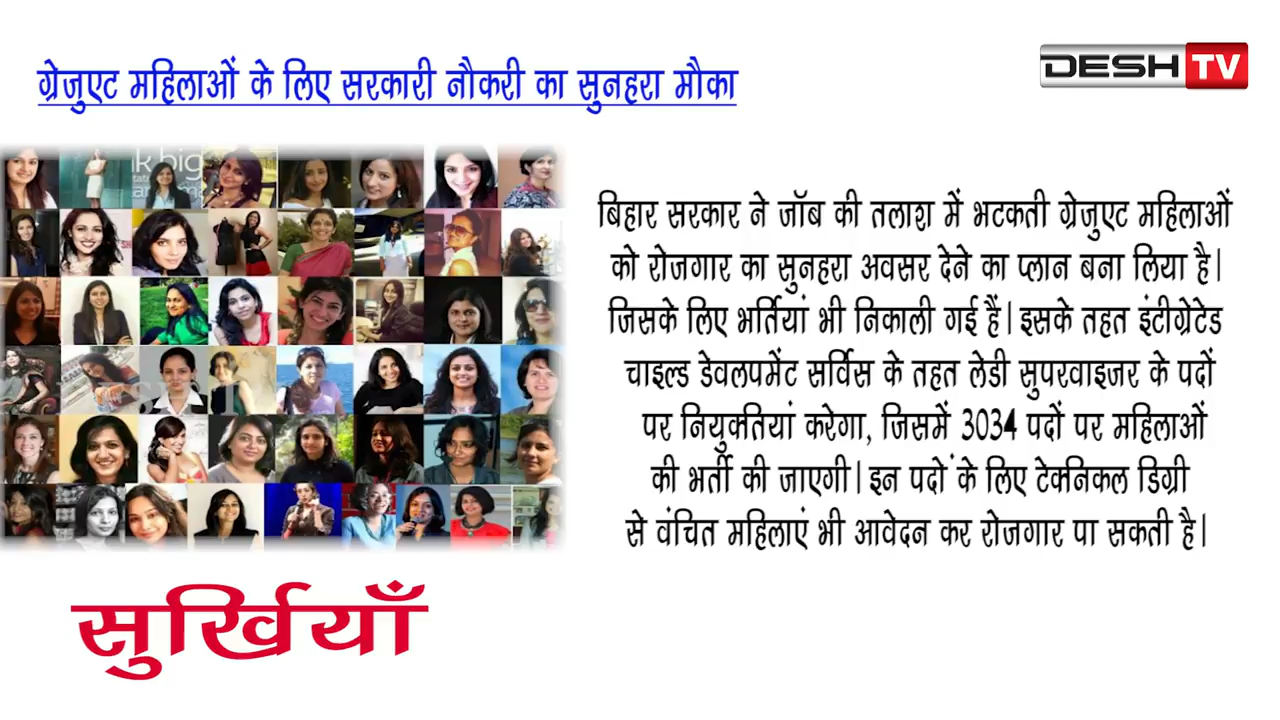 ग्रेजुएट महिलाओं के लिए सरकारी नौकरी का सुनहरा मौका
DESH TV
बिहार सरकार ने जॉब की तलाश में भटकती ग्रेजुएट महिलाओं
को रोजगार का सुनहरा अवसर देने का प्लान बना लिया है।
जिसके लिए भर्तियां भी निकाली गई हैं। इसके तहत इंटीग्रेटेड
चाइल्ड डेवलपमेंट सर्विस के तहत लेडी सुपरवाइजर के पदों
पर नियुक्तियां करेगा, जिसमें 3034 पदों पर महिलाओं
की भर्ती की जाएगी। इन पदों के लिए टेक्निकल डिग्री
से वंचित महिलाएं भी आवेदन कर रोजगार पा सकती है।
सुर्खियाँ